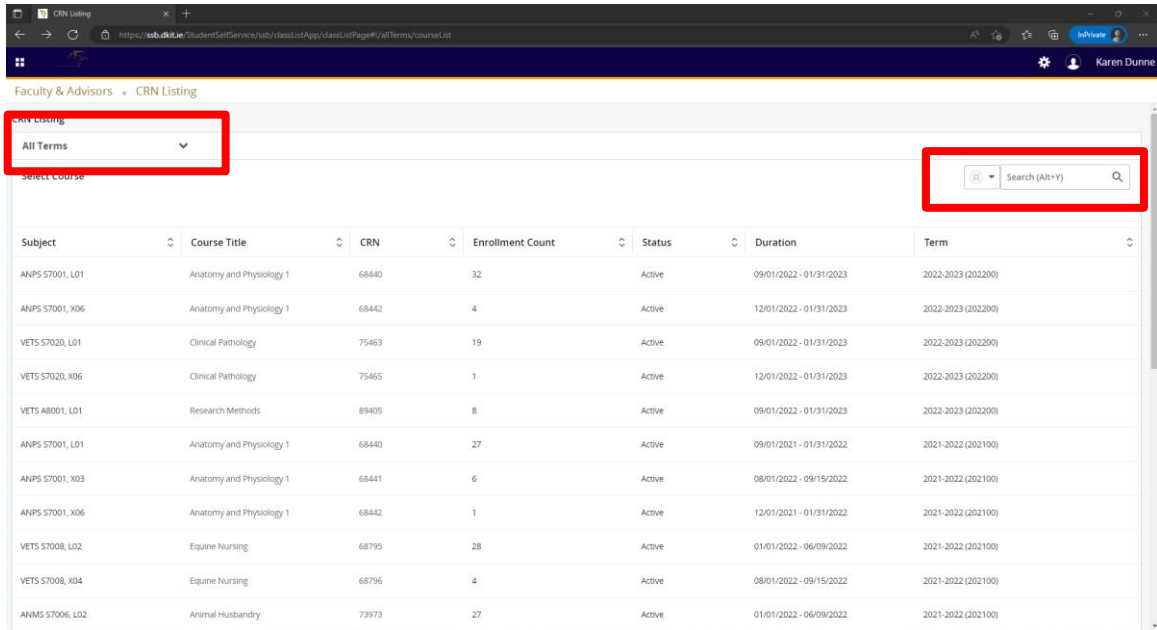 CRN Listing
https://ssb.dkit.ie/StudentSelfService/ssb/classListApp/classListPage#!/allTerms/courseList
InPrivate
Karen Dunne
Faculty & Advisors • CRN Listing
CRN Listing
All Terms
Select Course
Search (Alt+Y)
Subject Course Title CRN Enrollment Count Status Duration Term
ANPS S7001, L01 Anatomy and Physiology 1 68440 32 Active 09/01/2022 - 01/31/2023 2022-2023 (202200)
ANPS S7001, X06 Anatomy and Physiology 1 68442 4 Active 12/01/2022 - 01/31/2023 2022-2023 (202200)
VETS S7020, L01 Clinical Pathology 75463 19 Active 09/01/2022 - 01/31/2023 2022-2023 (202200)
VETS S7020, X06 Clinical Pathology 75465 1 Active 12/01/2022 - 01/31/2023 2022-2023 (202200)
VETS A8001, L01 Research Methods 89405 8 Active 09/01/2022 - 01/31/2023 2022-2023 (202200)
ANPS S7001, L01 Anatomy and Physiology 1 68440 27 Active 09/01/2021 - 01/31/2022 2021-2022 (202100)
ANPS S7001, X03 Anatomy and Physiology 1 68441 6 Active 08/01/2022 - 09/15/2022 2021-2022 (202100)
ANPS S7001, X06 Anatomy and Physiology 1 68442 1 Active 12/01/2021 - 01/31/2022 2021-2022 (202100)
VETS S7008, L02 Equine Nursing 68795 28 Active 01/01/2022 - 06/09/2022 2021-2022 (202100)
VETS S7008, X04 Equine Nursing 68796 4 Active 08/01/2022 - 09/15/2022 2021-2022 (202100)
ANMS S7006, L02 Animal Husbandry 73973 27 Active 01/01/2022 - 06/09/2022 2021-2022 (202100)